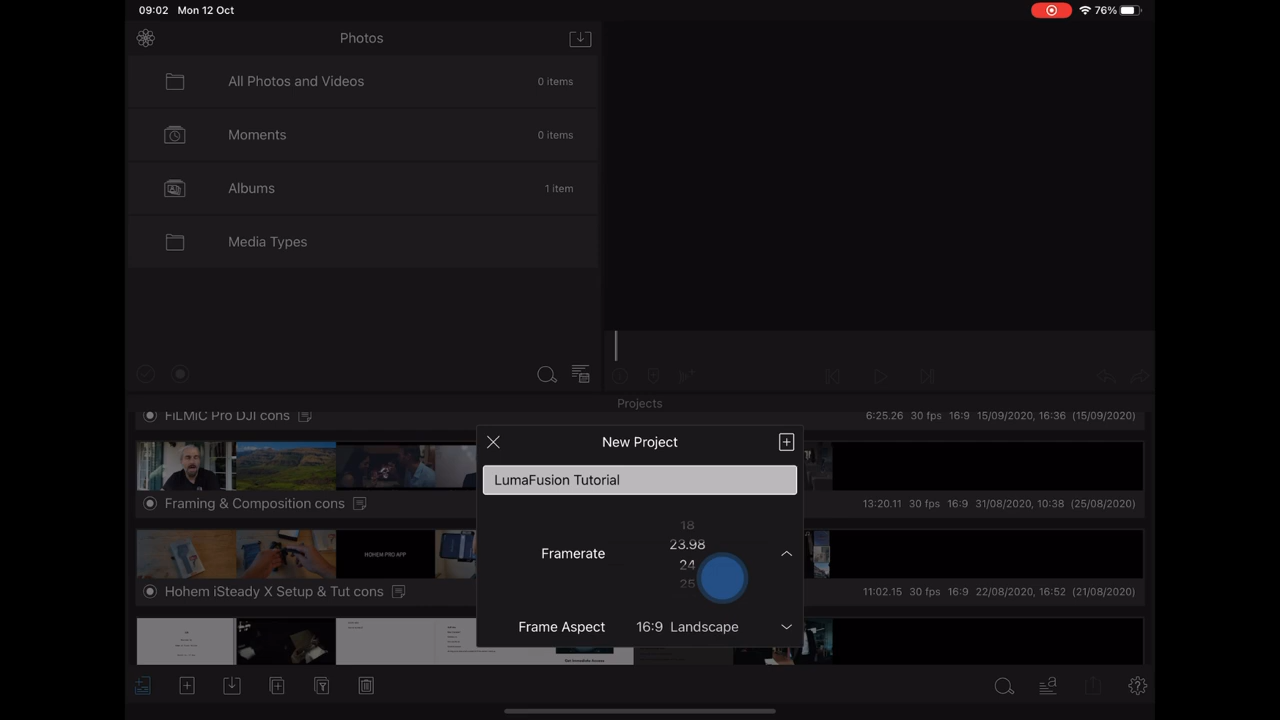 09:02 Mon 12 Oct
76%
Photos
All Photos and Videos
0 items
Moments
0 items
Albums
1 item
Media Types
Projects
FiLMiC Pro DJI cons
6:25.26 30 fps 16:9 15/09/2020, 16:36 (15/09/2020)
New Project
LumaFusion Tutorial
Framing & Composition cons
13:20.11 30 fps 16:9 31/08/2020, 10:38 (25/08/2020)
18
23.98
Framerate
24
25
HOHEM PRO APP
Hohem iSteady X Setup & Tut cons
11:02.15 30 fps 16:9 22/08/2020, 16:52 (21/08/2020)
Frame Aspect
16:9 Landscape